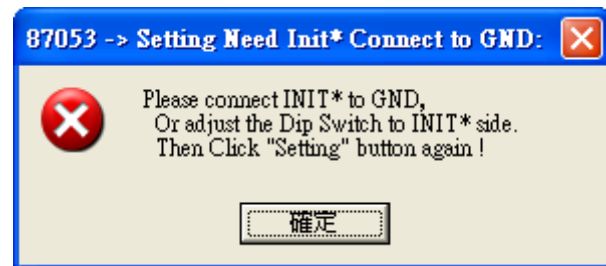 87053 -> Setting Need Init* Connect to GND:
Please connect INIT* to GND,
Or adjust the Dip Switch to INIT* side.
Then Click "Setting" button again !
確定